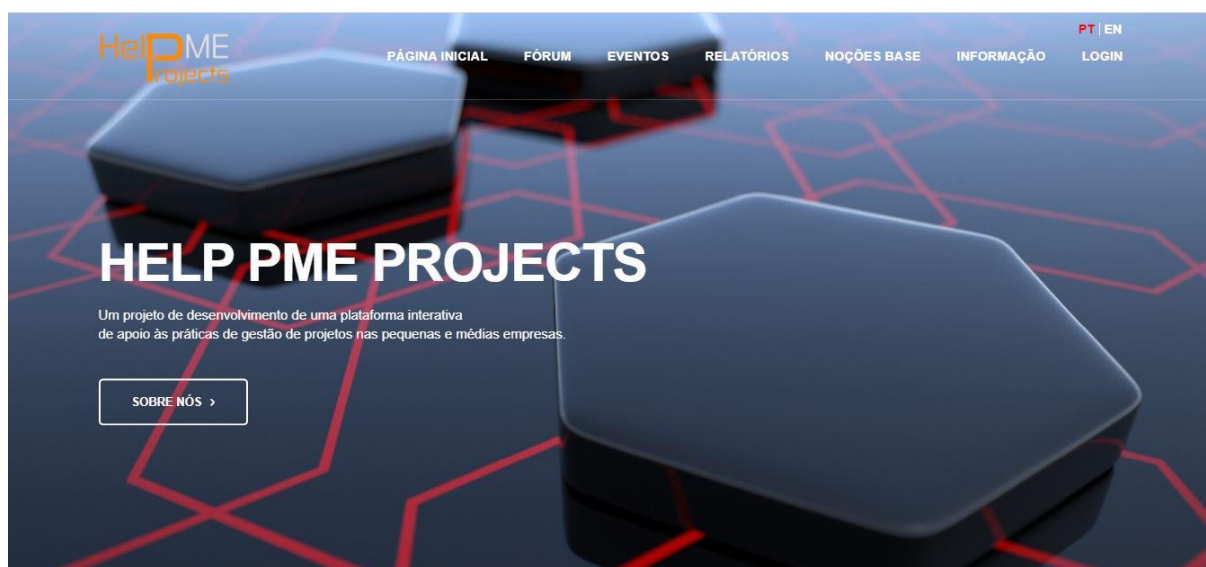 PT | EN
HelpME
Projects
PÁGINA INICIAL FÓRUM EVENTOS RELATÓRIOS NOÇÕES BASE INFORMAÇÃO LOGIN
HELP PME PROJECTS
Um projeto de desenvolvimento de uma plataforma interativa
de apoio às práticas de gestão de projetos nas pequenas e médias empresas.
SOBRE NÓS >